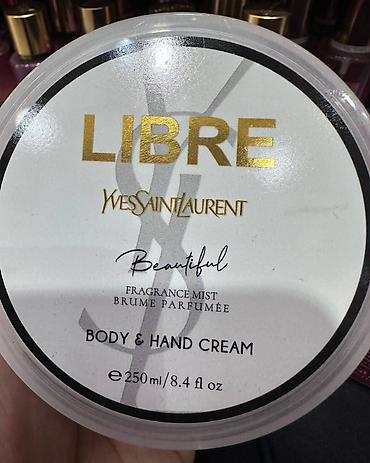 LIBRE
YVESSAINTLAURENT
Beautiful
FRAGRANCE MIST
BRUME PARFUMÉE
BODY & HAND CREAM
℮ 250ml/8.4 fl oz